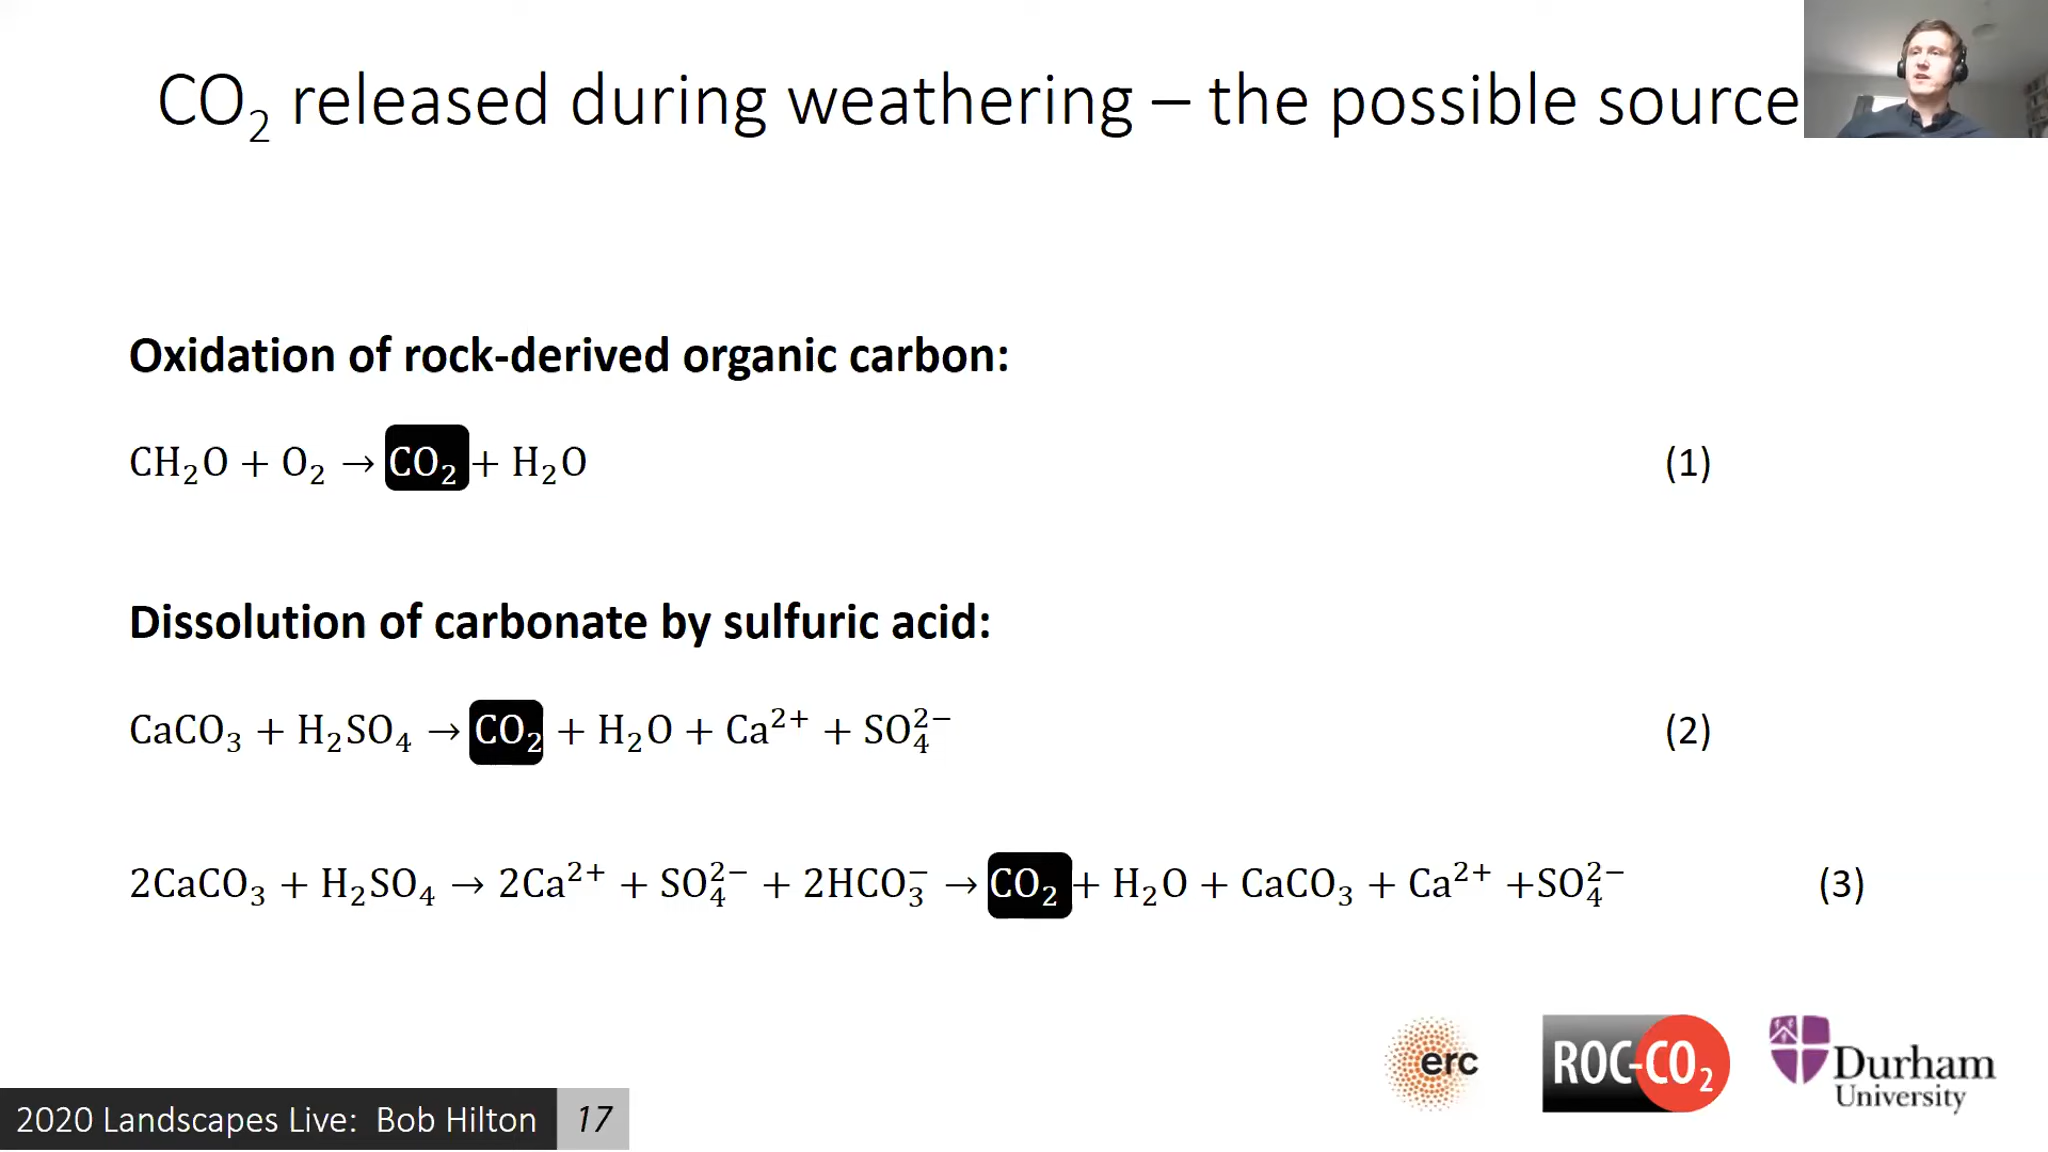 CO₂ released during weathering – the possible source
Oxidation of rock-derived organic carbon:
CH₂O + O₂ → CO₂ + H₂O (1)
Dissolution of carbonate by sulfuric acid:
CaCO₃ + H₂SO₄ → CO₂ + H₂O + Ca²⁺ + SO₄²⁻ (2)
2CaCO₃ + H₂SO₄ → 2Ca²⁺ + SO₄²⁻ + 2HCO₃⁻ → CO₂ + H₂O + CaCO₃ + Ca²⁺ +SO₄²⁻ (3)
erc
ROC-CO₂
Durham
University
2020 Landscapes Live: Bob Hilton 17